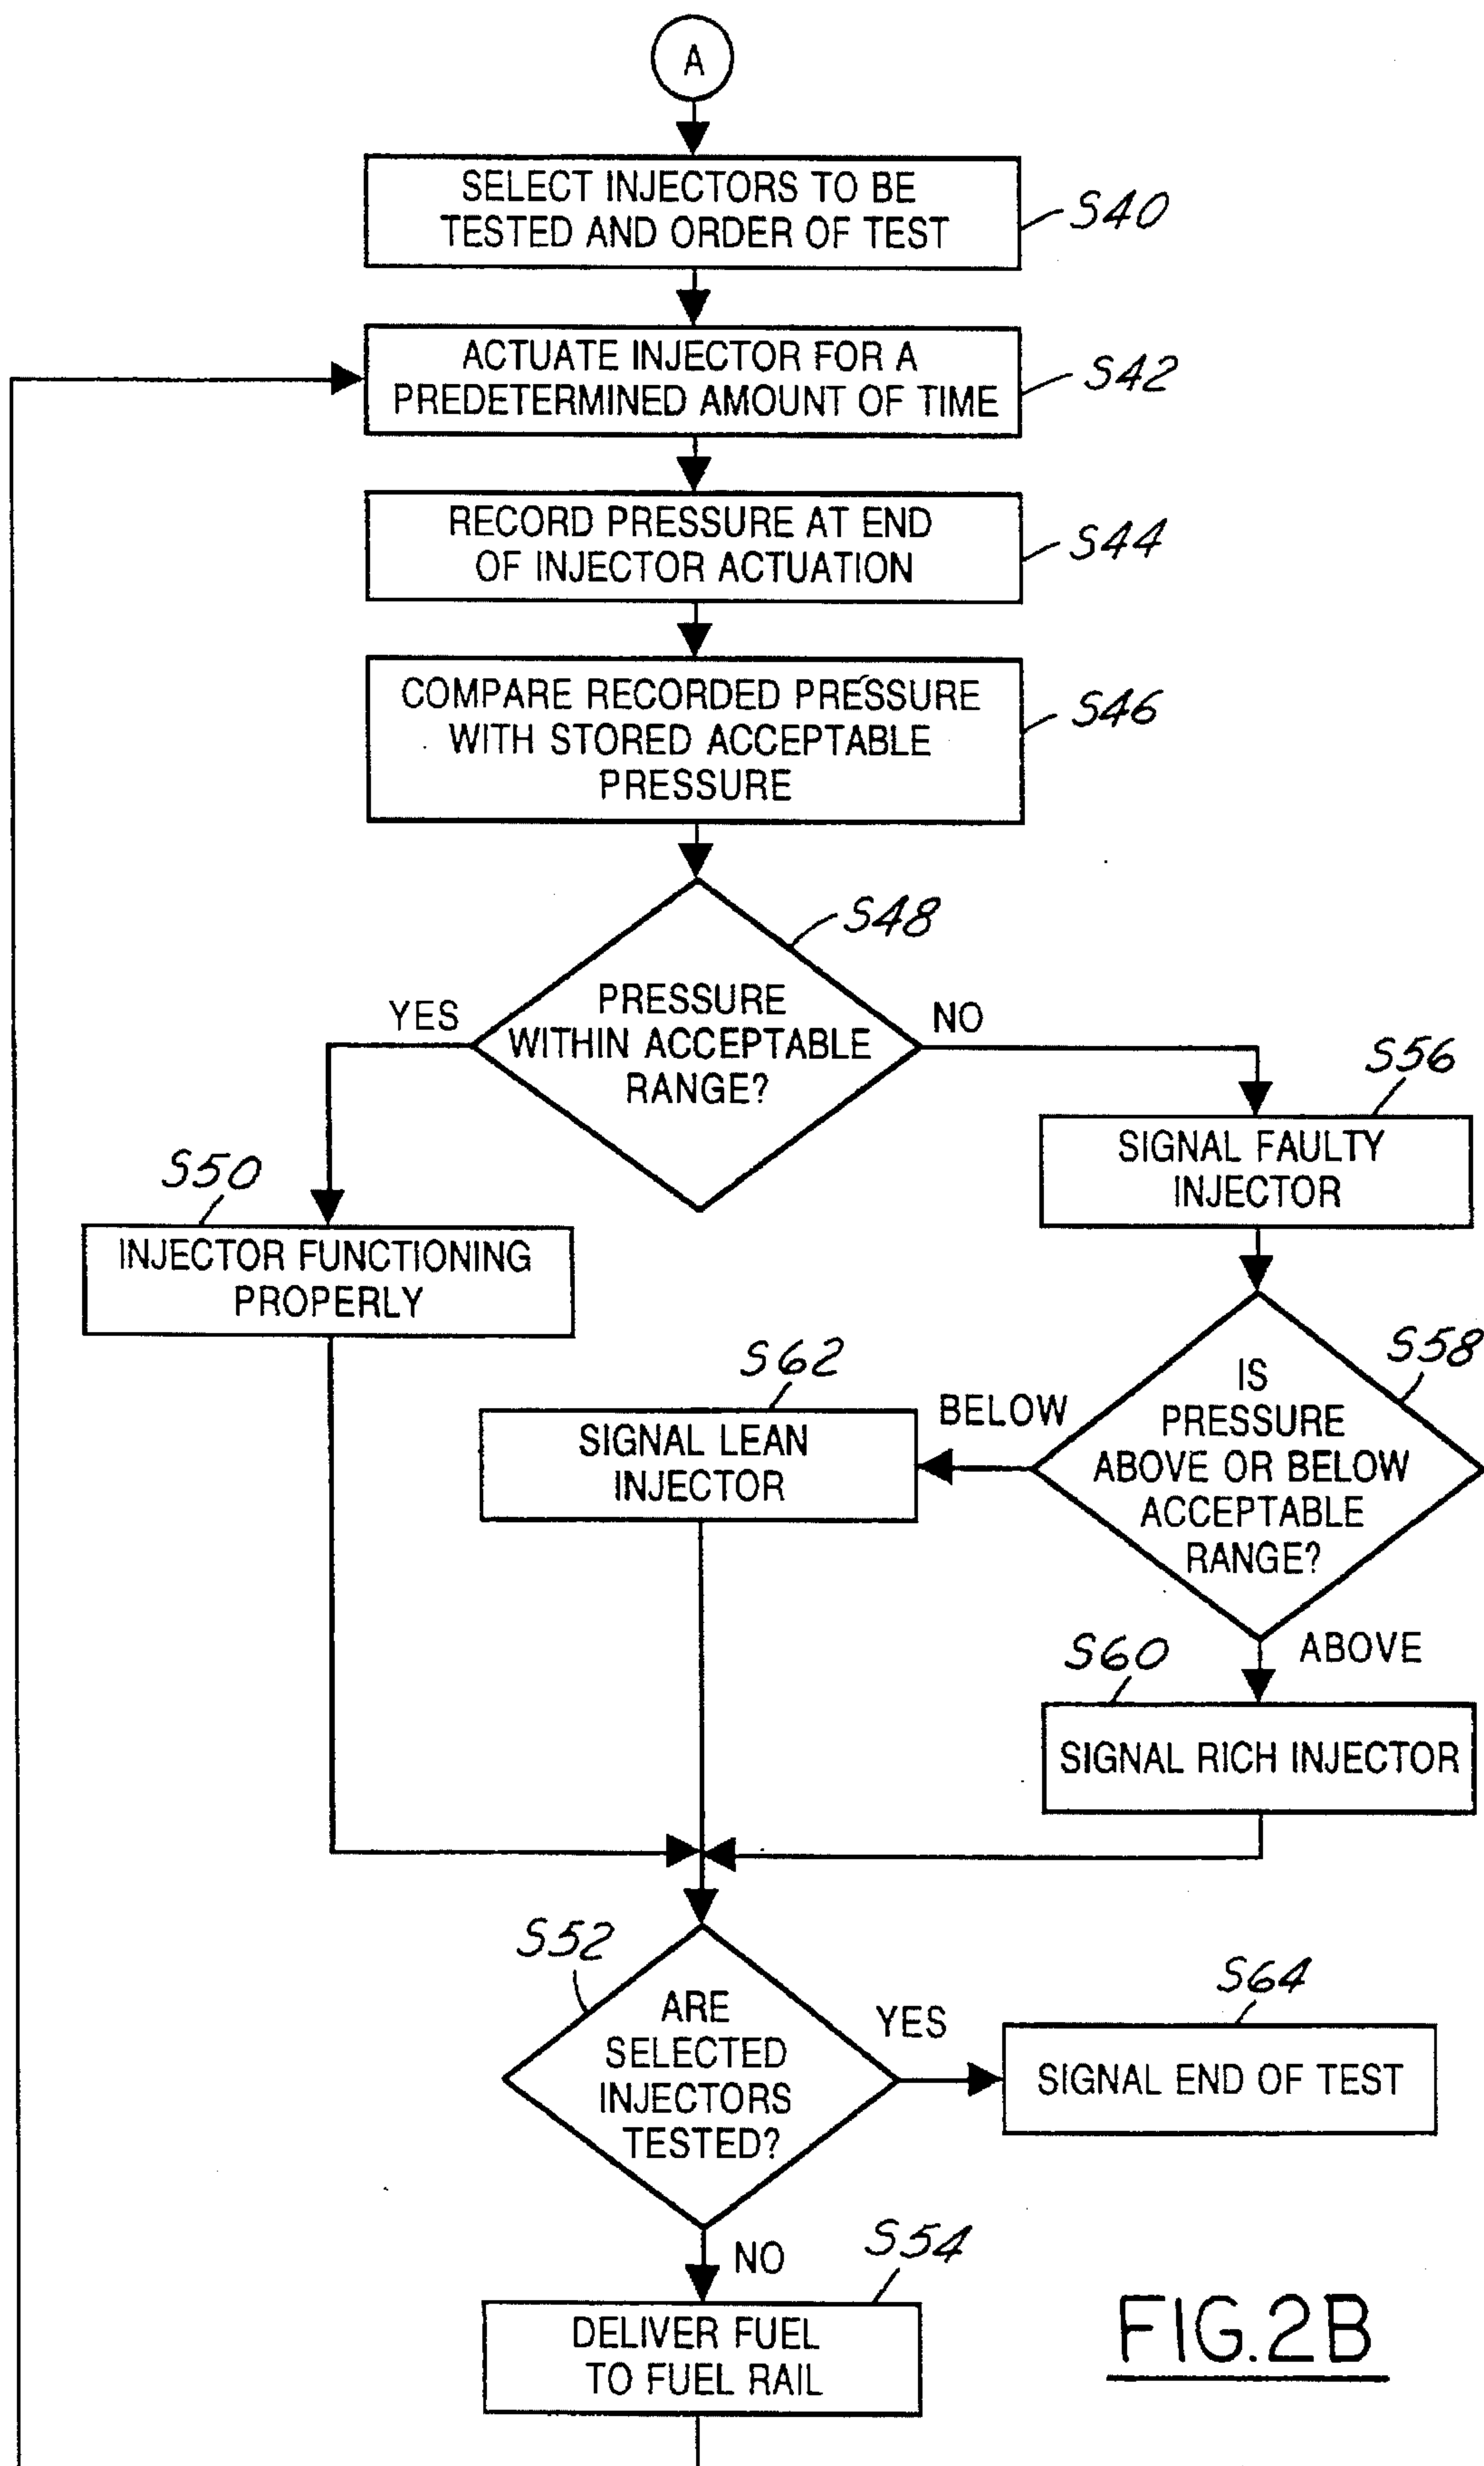 A
SELECT INJECTORS TO BE
TESTED AND ORDER OF TEST
S40
ACTUATE INJECTOR FOR A
PREDETERMINED AMOUNT OF TIME
S42
RECORD PRESSURE AT END
OF INJECTOR ACTUATION
S44
COMPARE RECORDED PRESSURE
WITH STORED ACCEPTABLE
PRESSURE
S46
S48
PRESSURE
WITHIN ACCEPTABLE
RANGE?
YES
NO
S56
SIGNAL FAULTY
INJECTOR
S50
INJECTOR FUNCTIONING
PROPERLY
S58
IS
PRESSURE
ABOVE OR BELOW
ACCEPTABLE
RANGE?
BELOW
S62
SIGNAL LEAN
INJECTOR
ABOVE
S60
SIGNAL RICH INJECTOR
S52
ARE
SELECTED
INJECTORS
TESTED?
YES
S64
SIGNAL END OF TEST
NO
S54
DELIVER FUEL
TO FUEL RAIL
FIG.2B